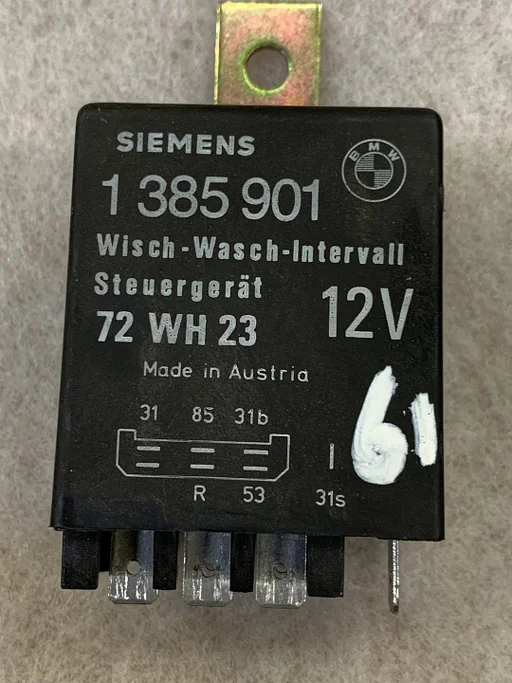 SIEMENS
BMW
1 385 901
Wisch-Wasch-Intervall
Steuergerät
12V
72 WH 23
Made in Austria
31 85 31b
R 53 31s
61